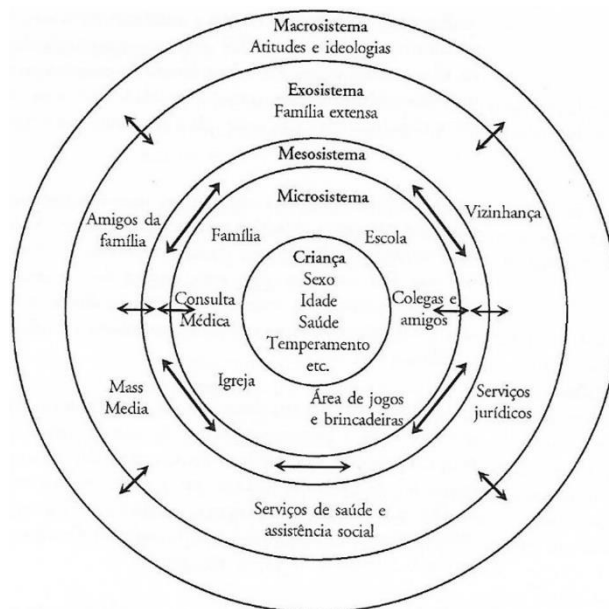 Macrosistema
Atitudes e ideologias
Exosistema
Família extensa
Mesosistema
Microsistema
Amigos da
família
Vizinhança
Família
Escola
Criança
Sexo
Idade
Saúde
Temperamento
etc.
Consulta
Médica
Colegas e
amigos
Igreja
Área de jogos
e brincadeiras
Mass
Media
Serviços
jurídicos
Serviços de saúde e
assistência social